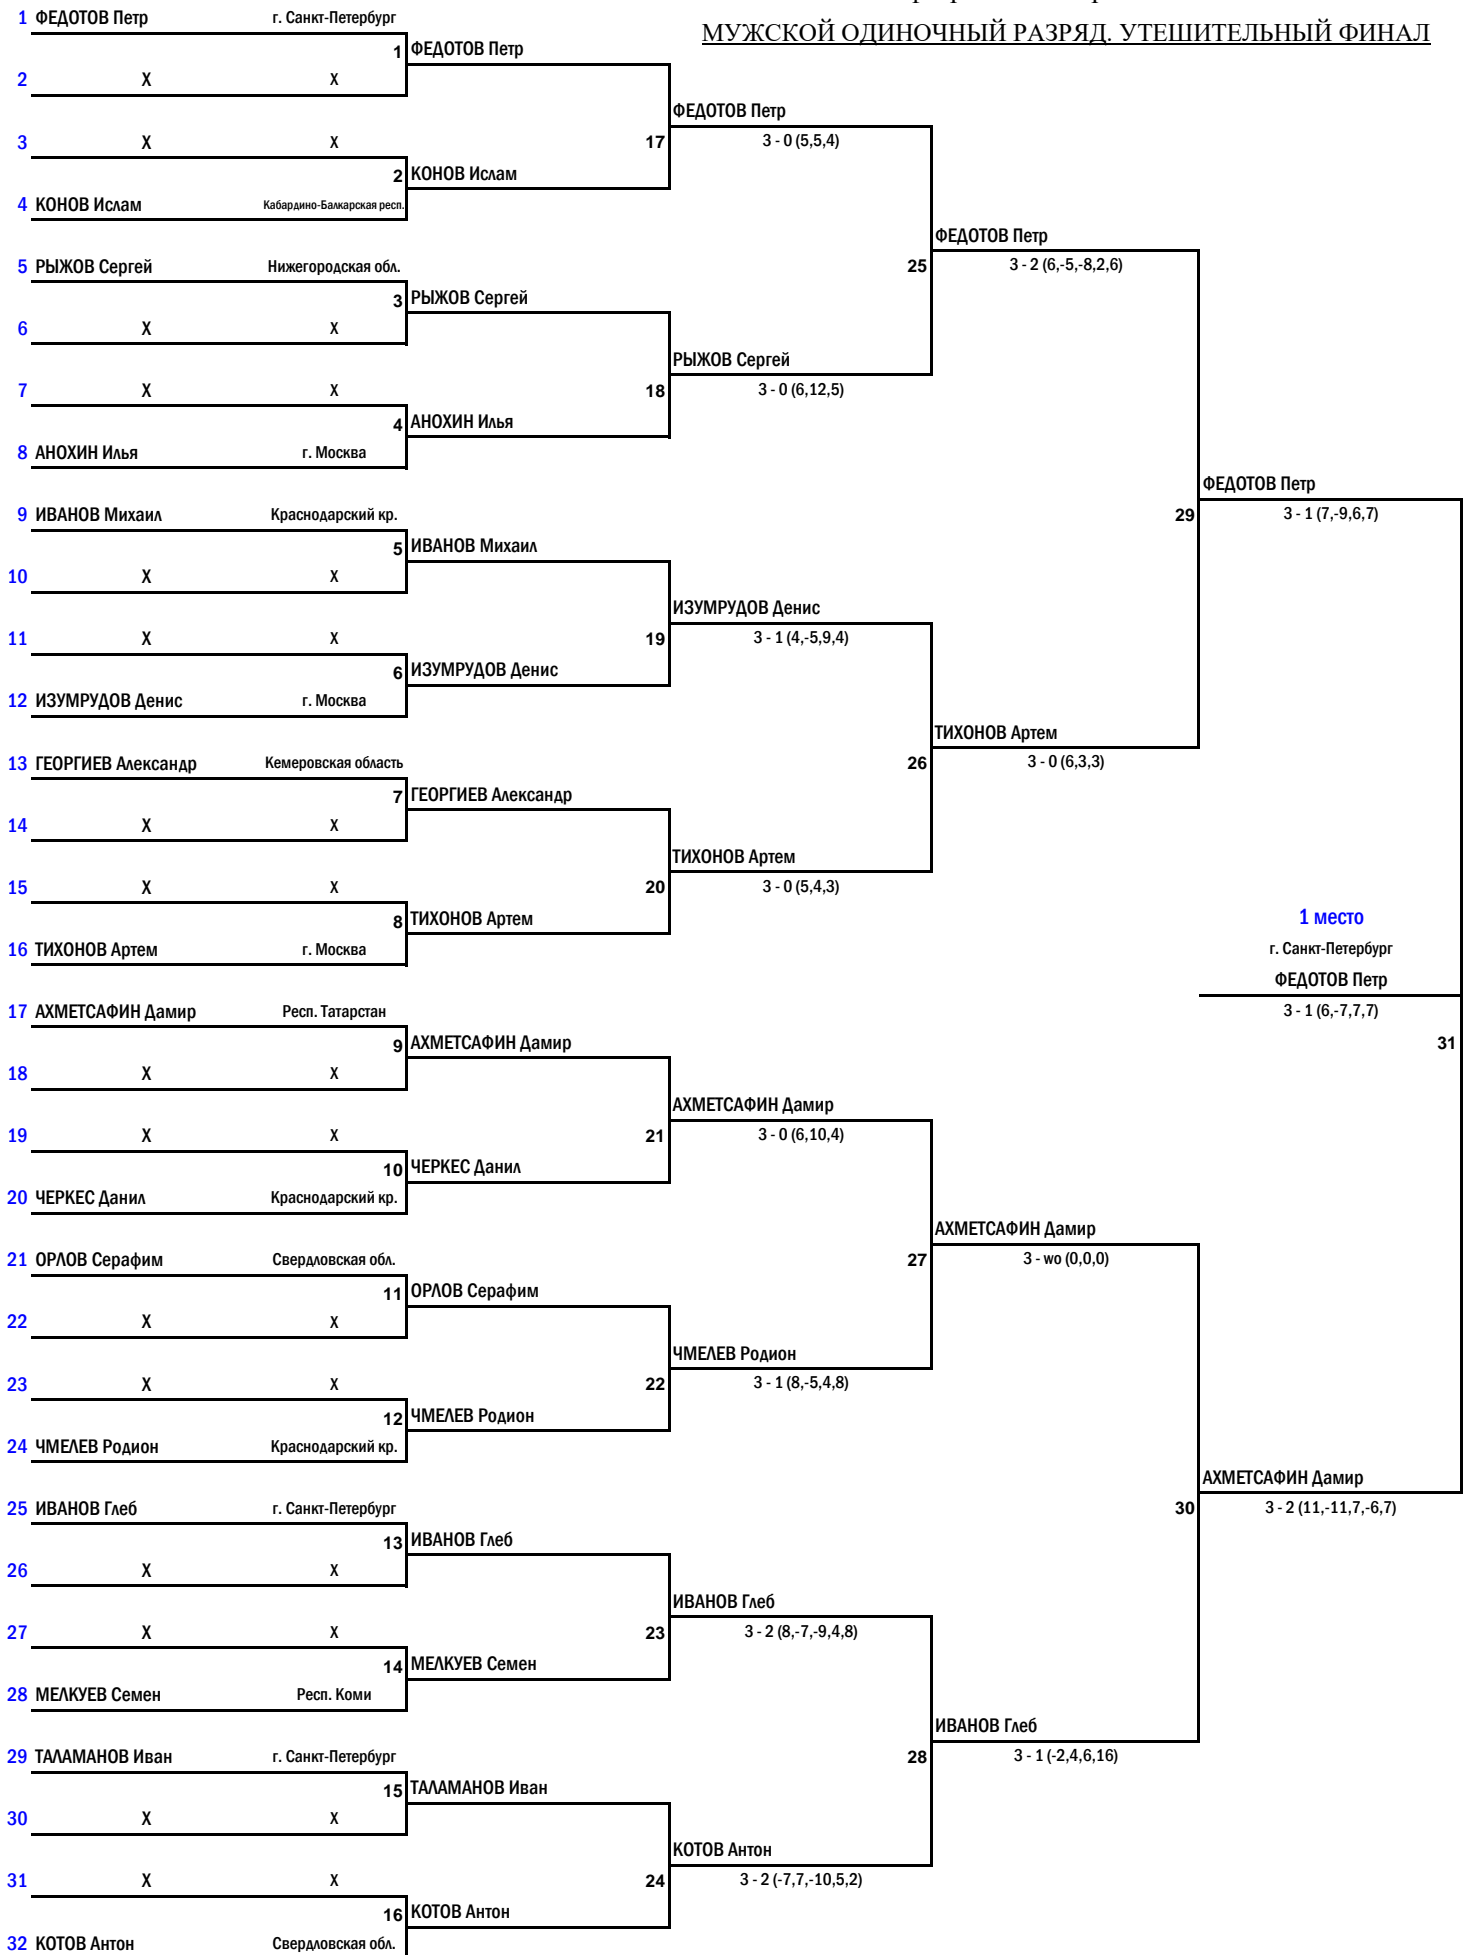 МУЖСКОЙ ОДИНОЧНЫЙ РАЗРЯД. УТЕШИТЕЛЬНЫЙ ФИНАЛ
1 ФЕДОТОВ Петр г. Санкт-Петербург
1 ФЕДОТОВ Петр
2 X X
ФЕДОТОВ Петр
3 X X 17 3 - 0 (5,5,4)
2 КОНОВ Ислам
4 КОНОВ Ислам Кабардино-Балкарская респ.
ФЕДОТОВ Петр
5 РЫЖОВ Сергей Нижегородская обл. 25 3 - 2 (6,-5,-8,2,6)
3 РЫЖОВ Сергей
6 X X
РЫЖОВ Сергей
7 X X 18 3 - 0 (6,12,5)
4 АНОХИН Илья
8 АНОХИН Илья г. Москва
ФЕДОТОВ Петр
9 ИВАНОВ Михаил Краснодарский кр. 29 3 - 1 (7,-9,6,7)
5 ИВАНОВ Михаил
10 X X
ИЗУМРУДОВ Денис
11 X X 19 3 - 1 (4,-5,9,4)
6 ИЗУМРУДОВ Денис
12 ИЗУМРУДОВ Денис г. Москва
ТИХОНОВ Артем
13 ГЕОРГИЕВ Александр Кемеровская область 26 3 - 0 (6,3,3)
7 ГЕОРГИЕВ Александр
14 X X
ТИХОНОВ Артем
15 X X 20 3 - 0 (5,4,3)
8 ТИХОНОВ Артем 1 место
16 ТИХОНОВ Артем г. Москва г. Санкт-Петербург
ФЕДОТОВ Петр
17 АХМЕТСАФИН Дамир Респ. Татарстан 3 - 1 (6,-7,7,7)
9 АХМЕТСАФИН Дамир 31
18 X X
АХМЕТСАФИН Дамир
19 X X 21 3 - 0 (6,10,4)
10 ЧЕРКЕС Данил
20 ЧЕРКЕС Данил Краснодарский кр.
АХМЕТСАФИН Дамир
21 ОРЛОВ Серафим Свердловская обл. 27 3 - wo (0,0,0)
11 ОРЛОВ Серафим
22 X X
ЧМЕЛЕВ Родион
23 X X 22 3 - 1 (8,-5,4,8)
12 ЧМЕЛЕВ Родион
24 ЧМЕЛЕВ Родион Краснодарский кр.
АХМЕТСАФИН Дамир
25 ИВАНОВ Глеб г. Санкт-Петербург 30 3 - 2 (11,-11,7,-6,7)
13 ИВАНОВ Глеб
26 X X
ИВАНОВ Глеб
27 X X 23 3 - 2 (8,-7,-9,4,8)
14 МЕЛКУЕВ Семен
28 МЕЛКУЕВ Семен Респ. Коми
ИВАНОВ Глеб
29 ТАЛАМАНОВ Иван г. Санкт-Петербург 28 3 - 1 (-2,4,6,16)
15 ТАЛАМАНОВ Иван
30 X X
КОТОВ Антон
31 X X 24 3 - 2 (-7,7,-10,5,2)
16 КОТОВ Антон
32 КОТОВ Антон Свердловская обл.